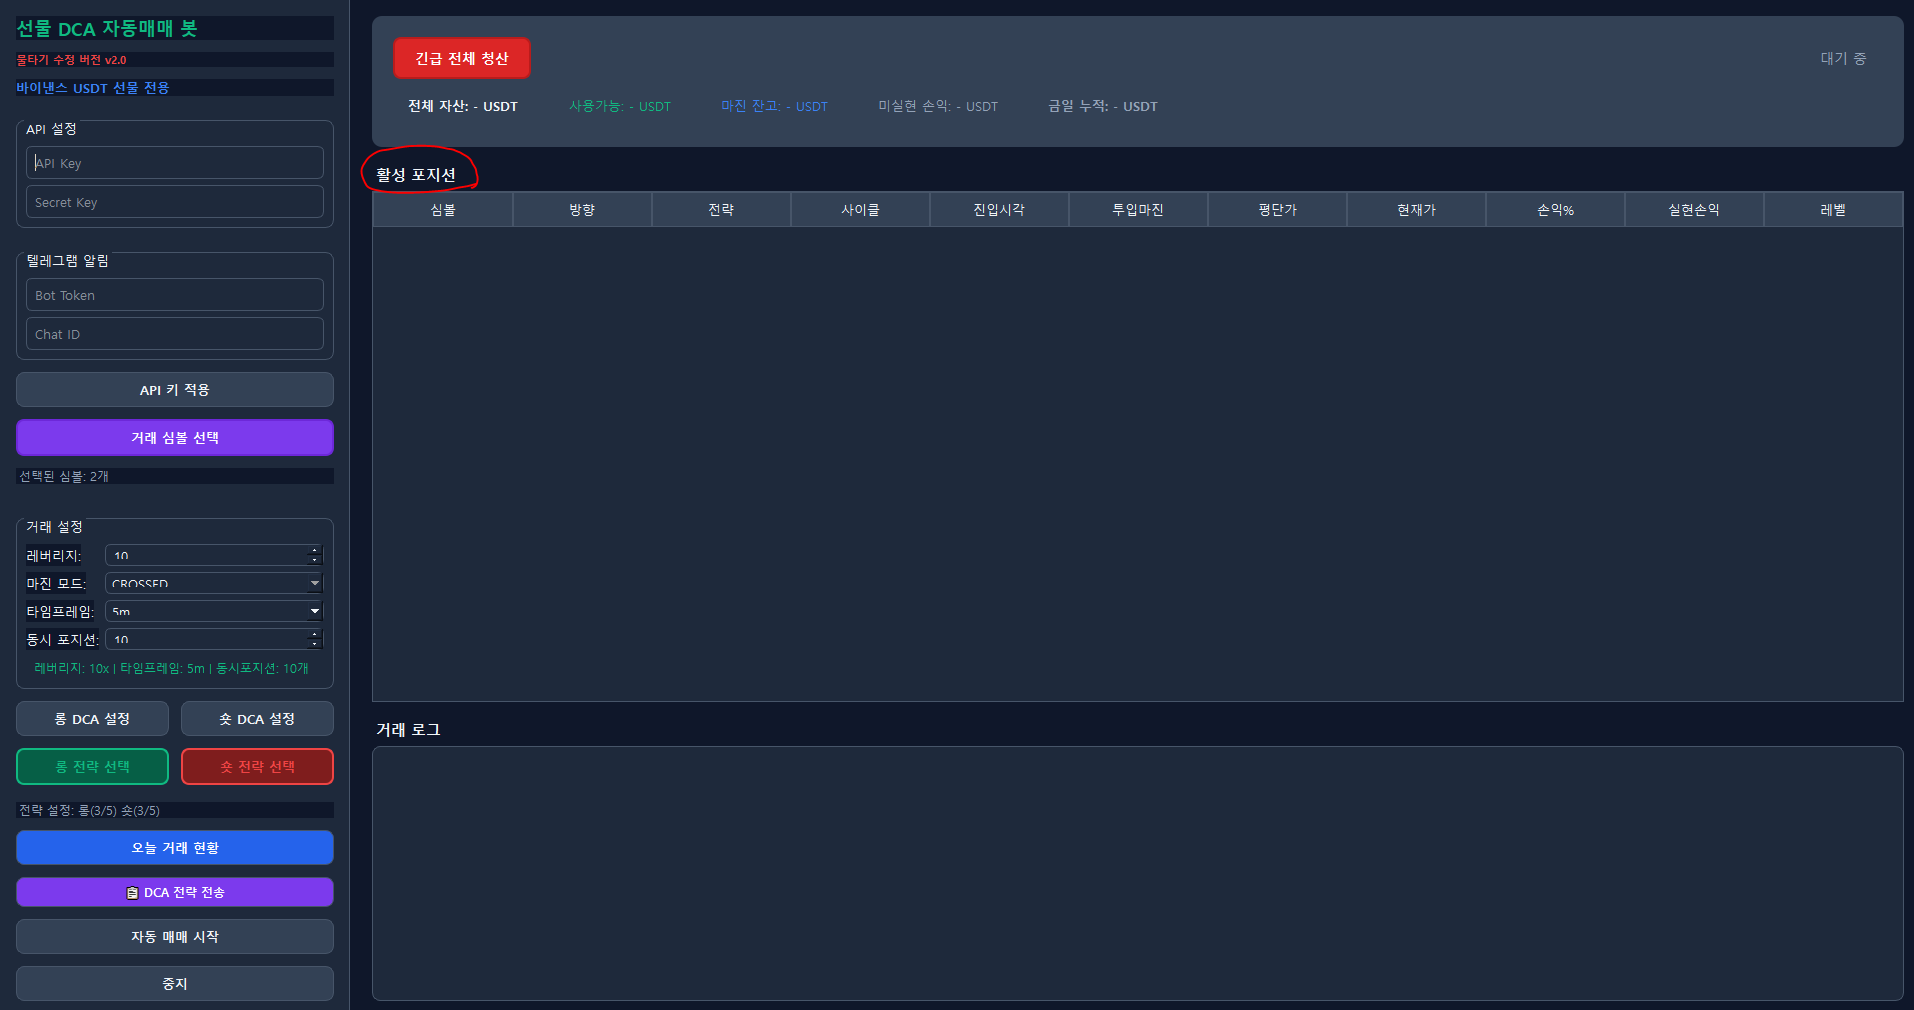 선물 DCA 자동매매 봇
물타기 수정 버전 v2.0
바이낸스 USDT 선물 전용
API 설정
API Key
Secret Key
텔레그램 알림
Bot Token
Chat ID
API 키 적용
거래 심볼 선택
선택된 심볼: 2개
거래 설정
레버리지: 10
마진 모드: CROSSED
타임프레임: 5m
동시 포지션: 10
레버리지: 10x | 타임프레임: 5m | 동시포지션: 10개
롱 DCA 설정 숏 DCA 설정
롱 전략 선택 숏 전략 선택
전략 설정: 롱(3/5) 숏(3/5)
오늘 거래 현황
📋 DCA 전략 전송
자동 매매 시작
중지
긴급 전체 청산 대기 중
전체 자산: - USDT 사용가능: - USDT 마진 잔고: - USDT 미실현 손익: - USDT 금일 누적: - USDT
활성 포지션
심볼 방향 전략 사이클 진입시각 투입마진 평단가 현재가 손익% 실현손익 레벨
거래 로그